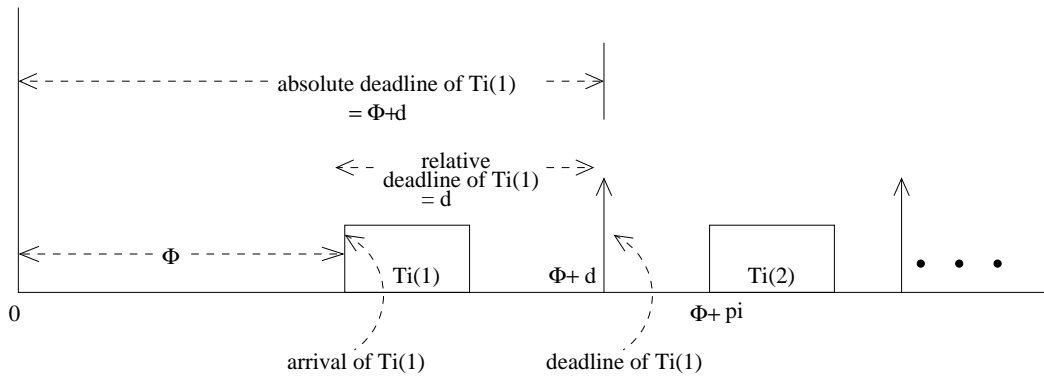 absolute deadline of Ti(1)
= Φ+d
relative
deadline of Ti(1)
= d
Φ
Ti(1)
Φ+ d
Ti(2)
0
Φ+ pi
arrival of Ti(1)
deadline of Ti(1)